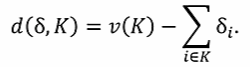 d(δ, K) = v(K) − ∑_{i∈K} δ_i.